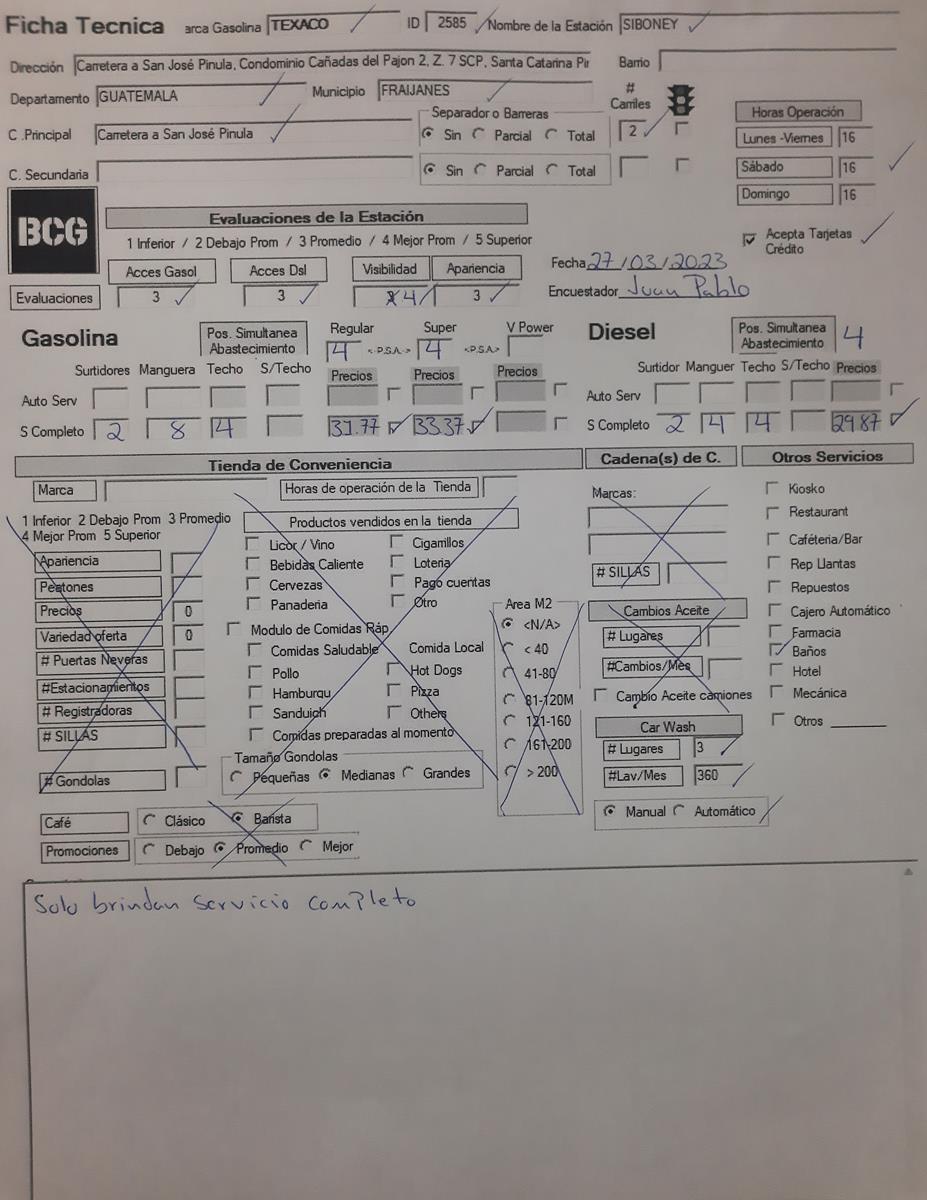 Ficha Tecnica arca Gasolina TEXACO ID 2585 Nombre de la Estación SIBONEY
Dirección Carretera a San José Pinula, Condominio Cañadas del Pajon 2, Z. 7 SCP, Santa Catarina Pir Barrio
Departamento GUATEMALA Municipio FRAIJANES # Carriles
C .Principal Carretera a San José Pinula Separador o Barreras Sin Parcial Total 2
C. Secundaria Sin Parcial Total
Horas Operación
Lunes -Viernes 16
Sábado 16
Domingo 16
BCG
Evaluaciones de la Estación
1 Inferior / 2 Debajo Prom / 3 Promedio / 4 Mejor Prom / 5 Superior
Acepta Tarjetas Crédito
Acces Gasol Acces Dsl Visibilidad Apariencia
Evaluaciones 3 3 4 3
Fecha 27/03/2023
Encuestador Juan Pablo
Gasolina Pos. Simultanea Abastecimiento Regular Super V Power
4 <-P.S.A.-> 4 <-P.S.A->
Surtidores Manguera Techo S/Techo Precios Precios Precios
Auto Serv
S Completo 2 8 4 31.77 33.37
Diesel Pos. Simultanea Abastecimiento 4
Surtidor Manguer Techo S/Techo Precios
Auto Serv
S Completo 2 4 4 29.87
Tienda de Conveniencia
Marca Horas de operación de la Tienda
1 Inferior 2 Debajo Prom 3 Promedio
4 Mejor Prom 5 Superior
Apariencia
Peatones
Precios 0
Variedad oferta 0
# Puertas Neveras
#Estacionamientos
# Registradoras
# SILLAS
# Gondolas
Productos vendidos en la tienda
Licor / Vino Cigarrillos
Bebidas Caliente Loteria
Cervezas Pago cuentas
Panaderia Otro
Modulo de Comidas Ráp
Comidas Saludable Comida Local
Pollo Hot Dogs
Hamburqu Pizza
Sanduich Others
Comidas preparadas al momento
Tamaño Gondolas
Pequeñas Medianas Grandes
Area M2
<N/A>
< 40
41-80
81-120M
121-160
161-200
> 200
Café Clásico Barista
Promociones Debajo Promedio Mejor
Cadena(s) de C.
Marcas:
# SILLAS
Cambios Aceite
# Lugares
#Cambios/Mes
Cambio Aceite camiones
Car Wash
# Lugares 3
#Lav/Mes 360
Manual Automático
Otros Servicios
Kiosko
Restaurant
Caféteria/Bar
Rep Llantas
Repuestos
Cajero Automático
Farmacia
Baños
Hotel
Mecánica
Otros
Solo brindan servicio completo